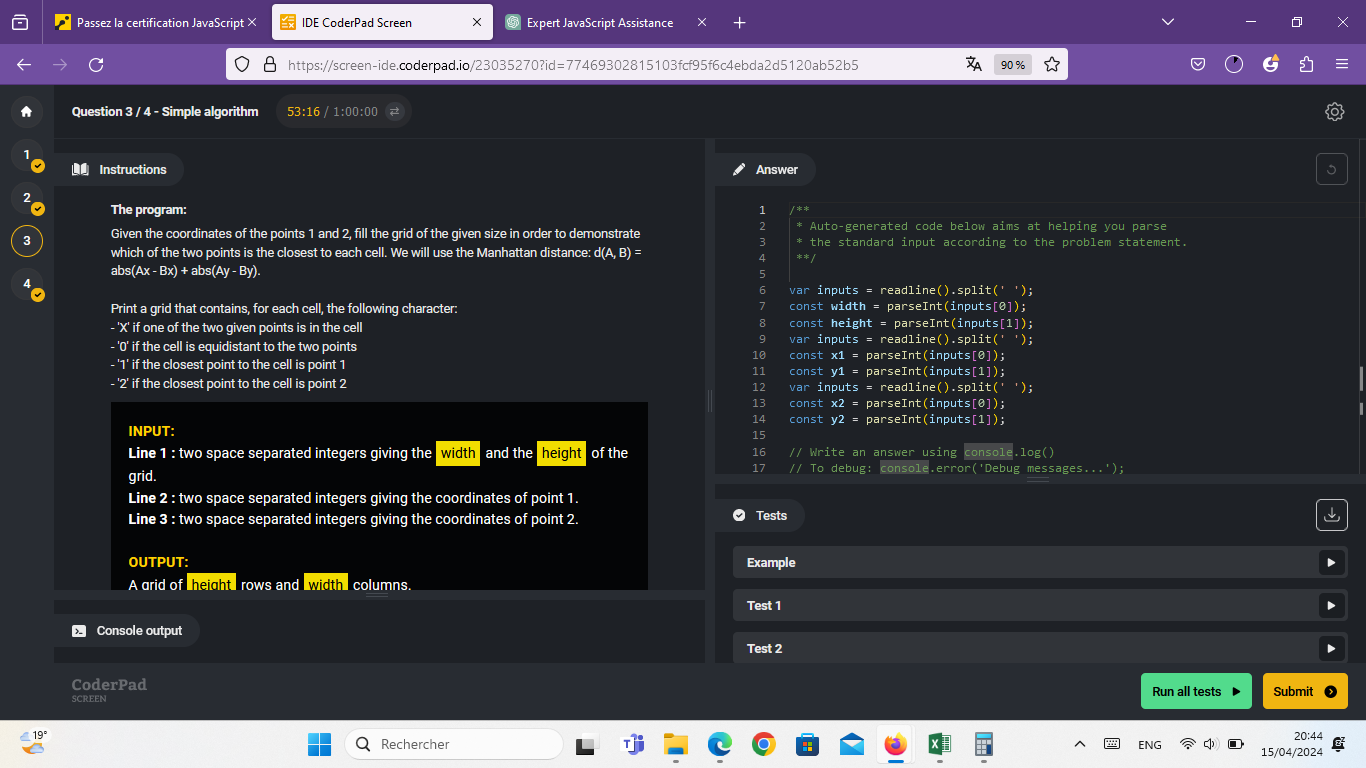 Passez la certification JavaScript
IDE CoderPad Screen
Expert JavaScript Assistance
https://screen-ide.coderpad.io/23035270?id=77469302815103fcf95f6c4ebda2d5120ab52b5
90 %
Question 3 / 4 - Simple algorithm
53:16 / 1:00:00
1
2
3
4
Instructions
The program:
Given the coordinates of the points 1 and 2, fill the grid of the given size in order to demonstrate
which of the two points is the closest to each cell. We will use the Manhattan distance: d(A, B) =
abs(Ax - Bx) + abs(Ay - By).
Print a grid that contains, for each cell, the following character:
- 'X' if one of the two given points is in the cell
- '0' if the cell is equidistant to the two points
- '1' if the closest point to the cell is point 1
- '2' if the closest point to the cell is point 2
INPUT:
Line 1 : two space separated integers giving the width and the height of the
grid.
Line 2 : two space separated integers giving the coordinates of point 1.
Line 3 : two space separated integers giving the coordinates of point 2.
OUTPUT:
A grid of height rows and width columns.
Console output
Answer
1 /**
2 * Auto-generated code below aims at helping you parse
3 * the standard input according to the problem statement.
4 **/
5
6 var inputs = readline().split(' ');
7 const width = parseInt(inputs[0]);
8 const height = parseInt(inputs[1]);
9 var inputs = readline().split(' ');
10 const x1 = parseInt(inputs[0]);
11 const y1 = parseInt(inputs[1]);
12 var inputs = readline().split(' ');
13 const x2 = parseInt(inputs[0]);
14 const y2 = parseInt(inputs[1]);
15
16 // Write an answer using console.log()
17 // To debug: console.error('Debug messages...');
Tests
Example
Test 1
Test 2
CoderPad
SCREEN
Run all tests
Submit
19°
Rechercher
ENG
20:44
15/04/2024